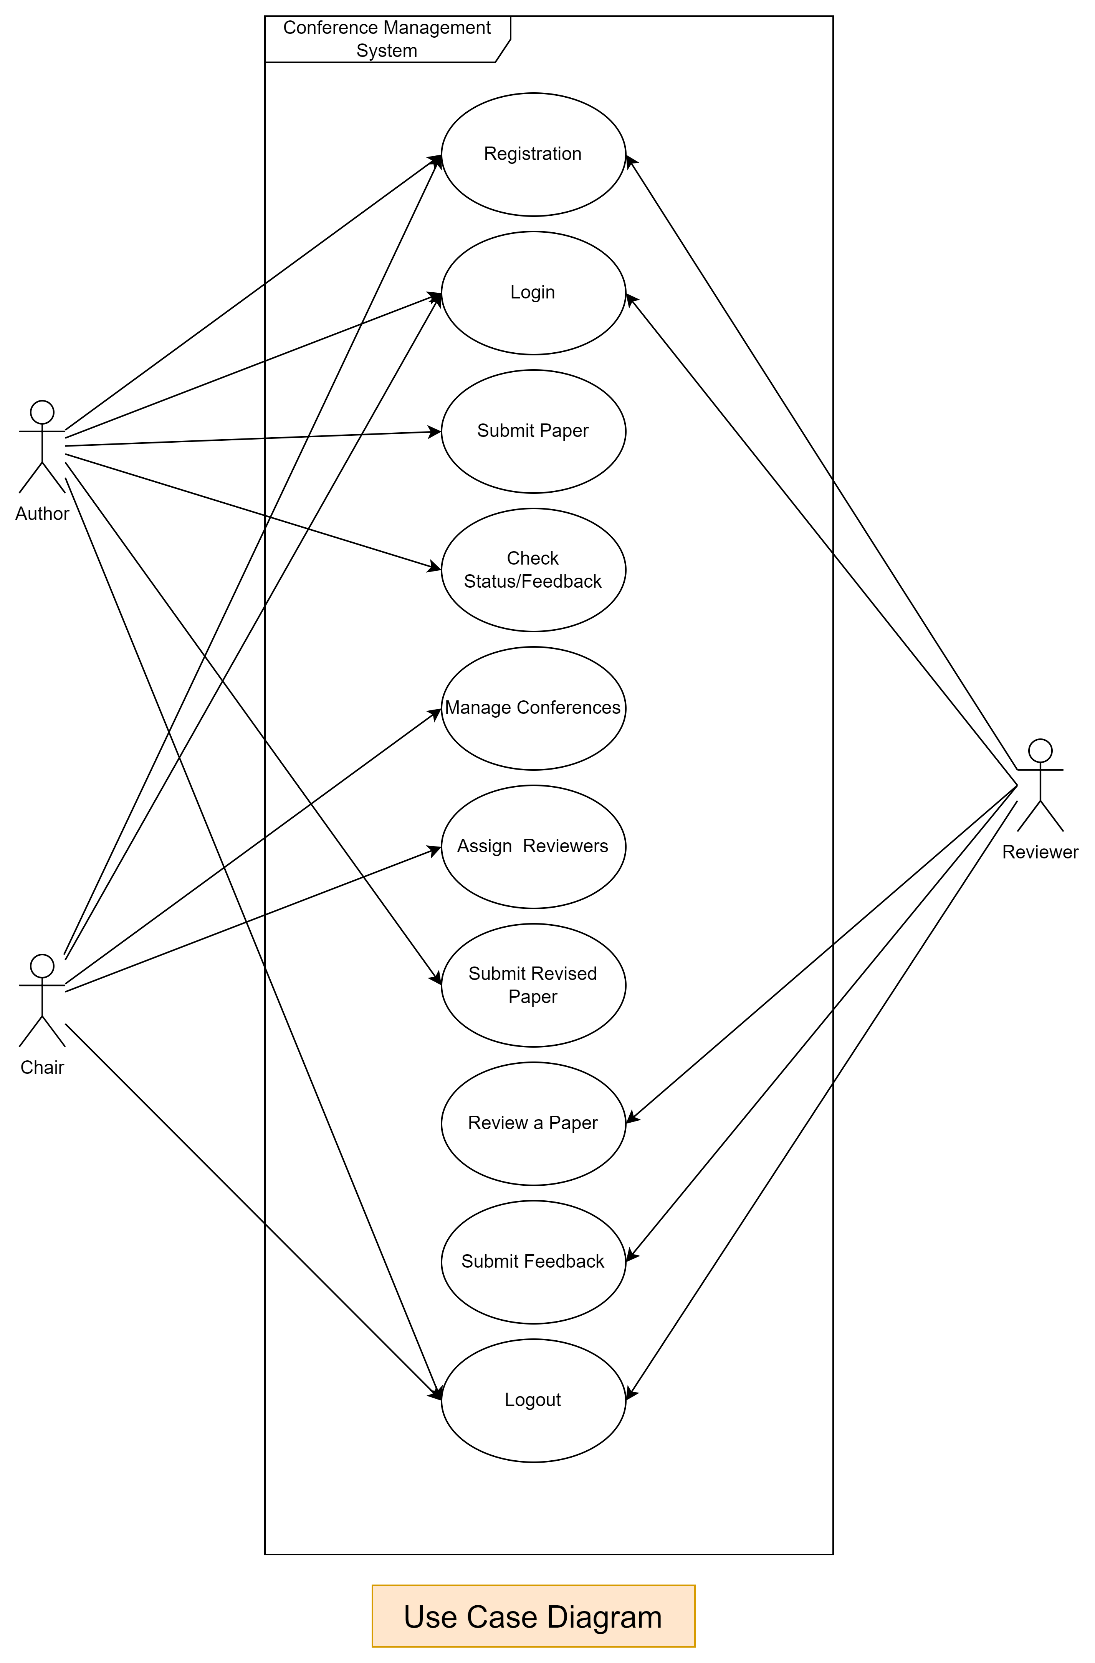 Conference Management
System
Registration
Login
Submit Paper
Author
Check
Status/Feedback
Manage Conferences
Assign  Reviewers
Reviewer
Submit Revised
Paper
Chair
Review a Paper
Submit Feedback
Logout
Use Case Diagram